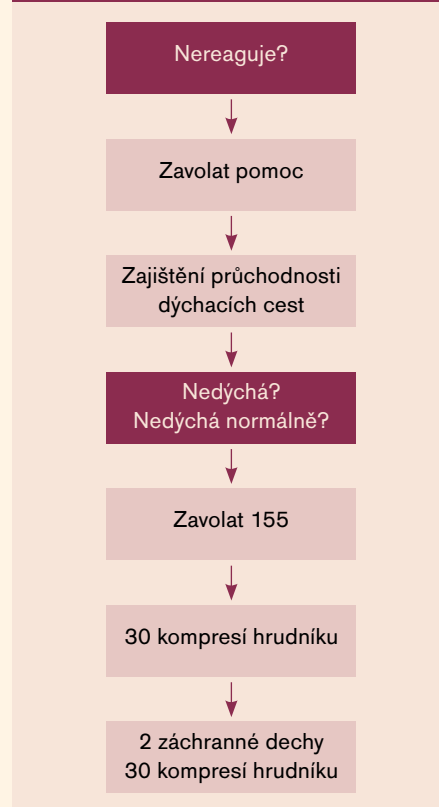 Nereaguje?
Zavolat pomoc
Zajištění průchodnosti
dýchacích cest
Nedýchá?
Nedýchá normálně?
Zavolat 155
30 kompresí hrudníku
2 záchranné dechy
30 kompresí hrudníku